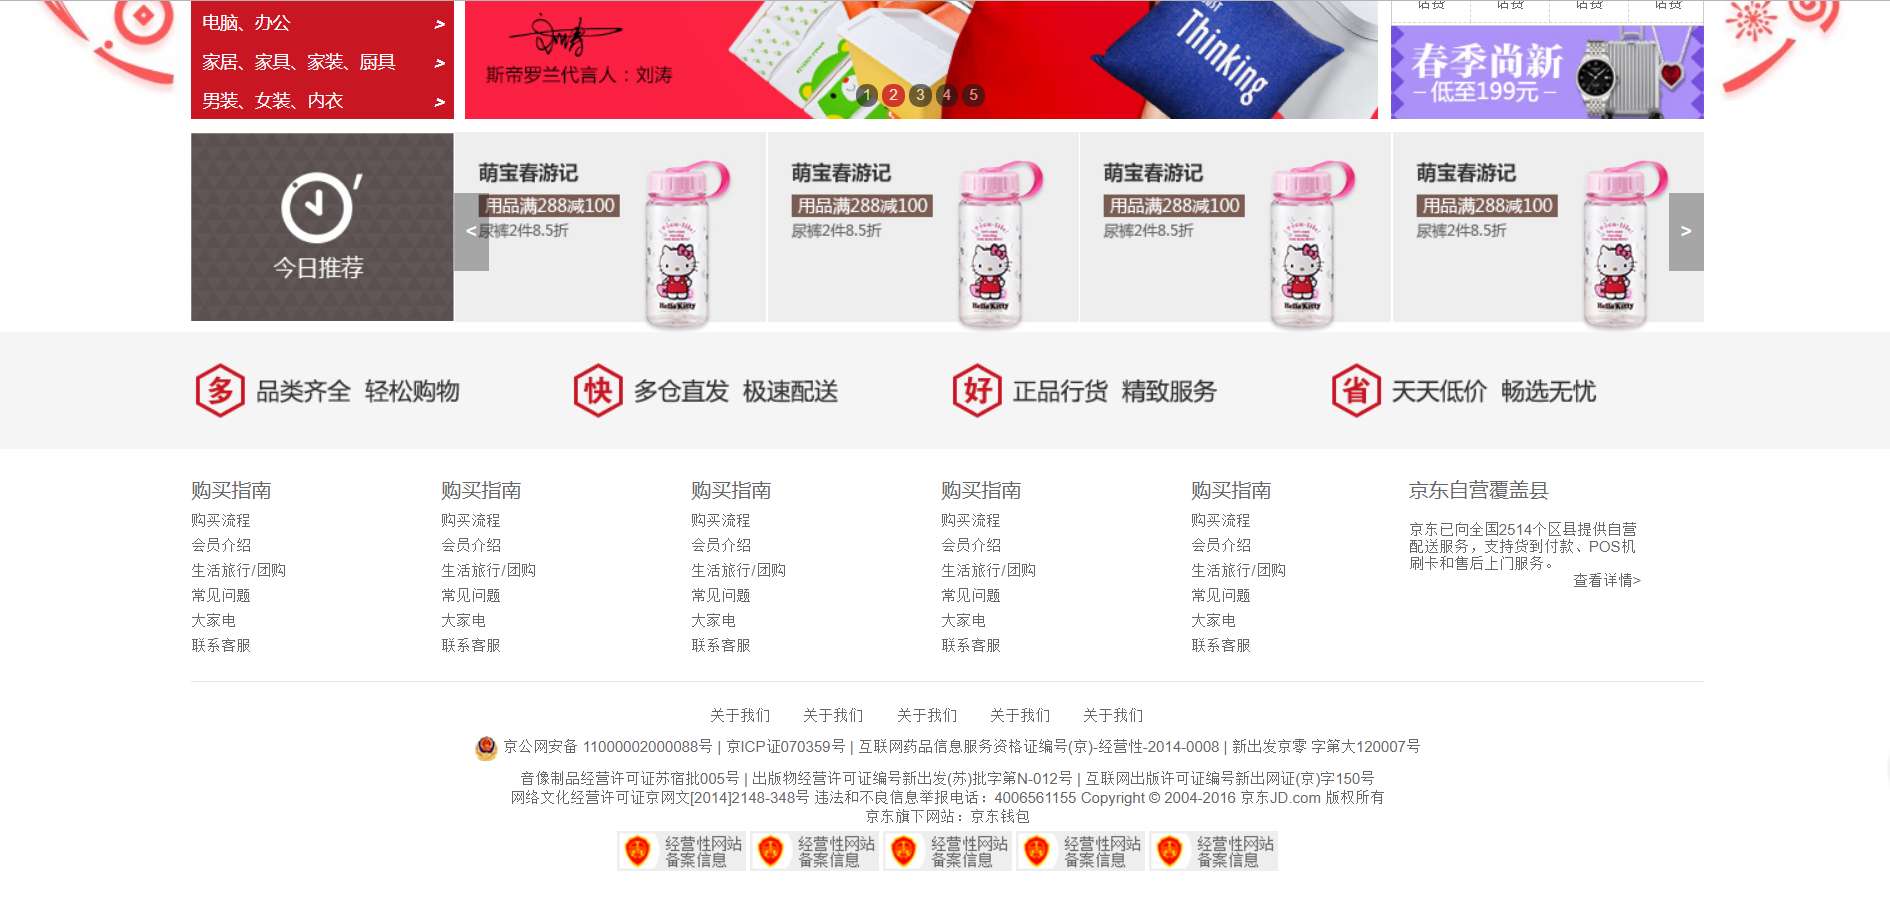 话费 话费 话费 话费
电脑、办公 >
家居、家具、家装、厨具 >
男装、女装、内衣 >
斯帝罗兰代言人：刘涛
Thinking
1 2 3 4 5
春季尚新
低至199元
今日推荐
<
萌宝春游记
用品满288减100
尿裤2件8.5折
Hello Kitty
萌宝春游记
用品满288减100
尿裤2件8.5折
Hello Kitty
萌宝春游记
用品满288减100
尿裤2件8.5折
Hello Kitty
萌宝春游记
用品满288减100
尿裤2件8.5折
Hello Kitty
>
多 品类齐全 轻松购物
快 多仓直发 极速配送
好 正品行货 精致服务
省 天天低价 畅选无忧
购买指南
购买流程
会员介绍
生活旅行/团购
常见问题
大家电
联系客服
购买指南
购买流程
会员介绍
生活旅行/团购
常见问题
大家电
联系客服
购买指南
购买流程
会员介绍
生活旅行/团购
常见问题
大家电
联系客服
购买指南
购买流程
会员介绍
生活旅行/团购
常见问题
大家电
联系客服
购买指南
购买流程
会员介绍
生活旅行/团购
常见问题
大家电
联系客服
京东自营覆盖县
京东已向全国2514个区县提供自营
配送服务，支持货到付款、POS机
刷卡和售后上门服务。
查看详情>
关于我们 关于我们 关于我们 关于我们 关于我们
京公网安备 11000002000088号 | 京ICP证070359号 | 互联网药品信息服务资格证编号(京)-经营性-2014-0008 | 新出发京零 字第大120007号
音像制品经营许可证苏宿批005号 | 出版物经营许可证编号新出发(苏)批字第N-012号 | 互联网出版许可证编号新出网证(京)字150号
网络文化经营许可证京网文[2014]2148-348号 违法和不良信息举报电话：4006561155 Copyright © 2004-2016 京东JD.com 版权所有
京东旗下网站：京东钱包
经营性网站
备案信息
经营性网站
备案信息
经营性网站
备案信息
经营性网站
备案信息
经营性网站
备案信息